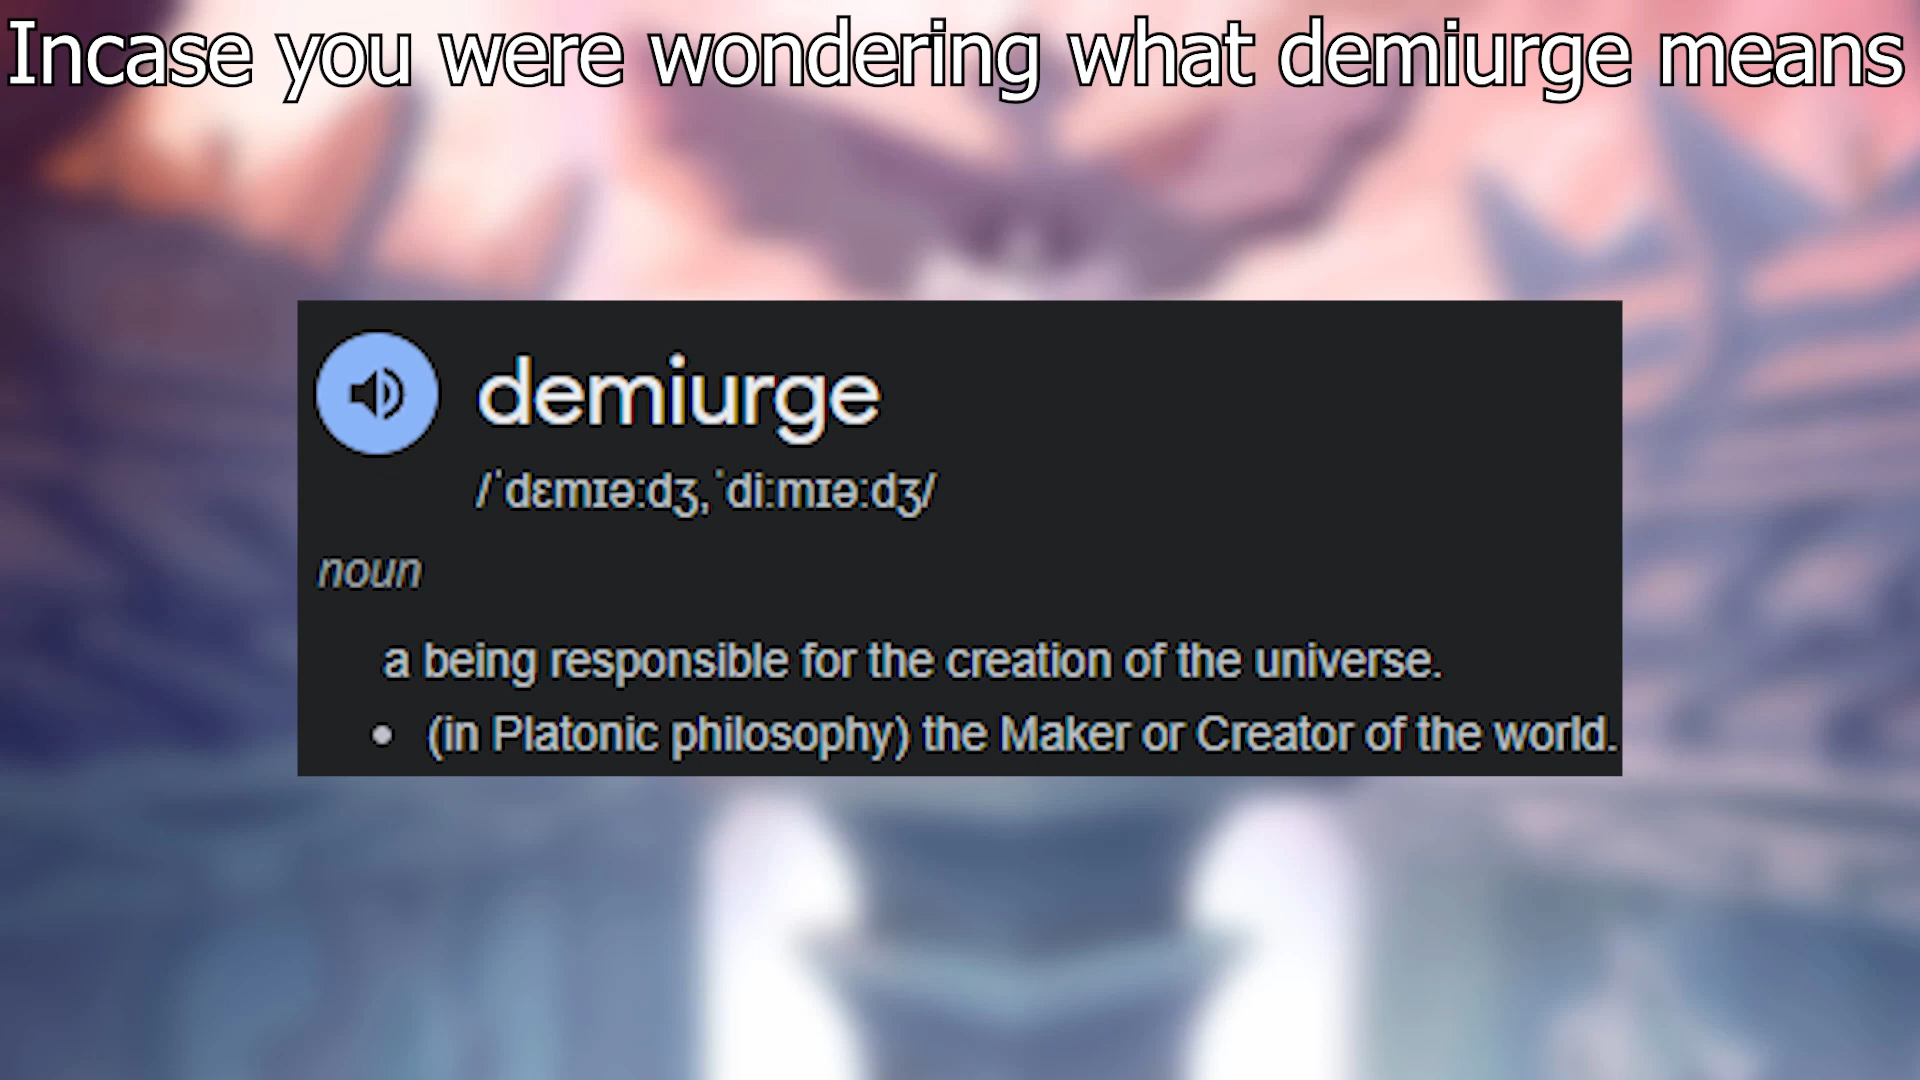 Incase you were wondering what demiurge means
demiurge
/ˈdɛmɪəːdʒ,ˈdiːmɪəːdʒ/
noun
a being responsible for the creation of the universe.
• (in Platonic philosophy) the Maker or Creator of the world.